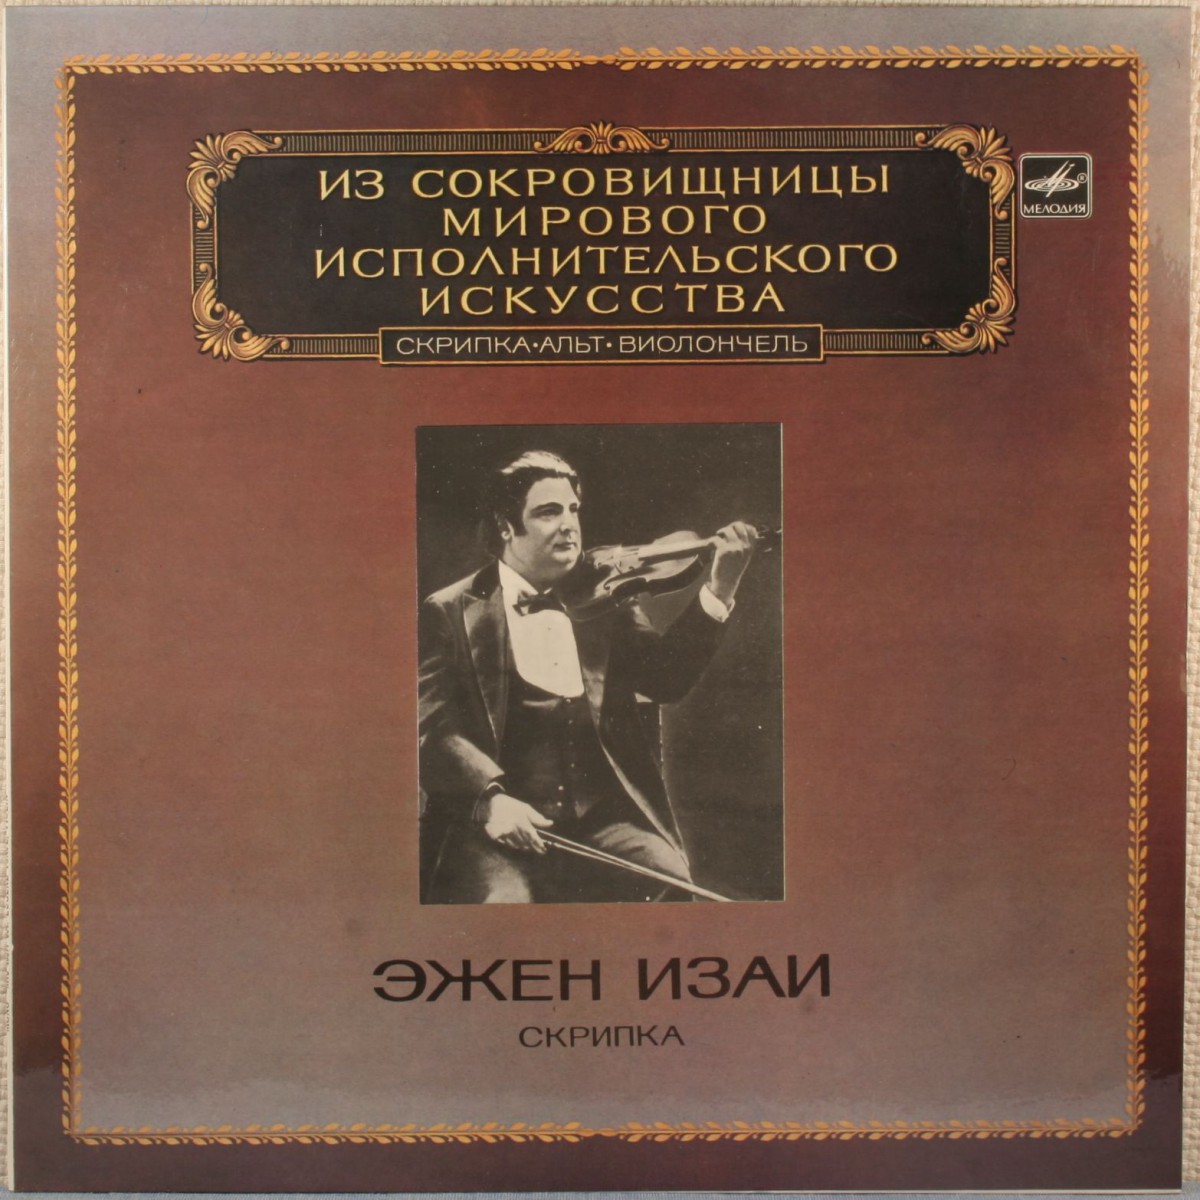 ИЗ СОКРОВИЩНИЦЫ
МИРОВОГО
ИСПОЛНИТЕЛЬСКОГО
ИСКУССТВА
СКРИПКА•АЛЬТ•ВИОЛОНЧЕЛЬ
®
МЕЛОДИЯ
ЭЖЕН ИЗАИ
СКРИПКА